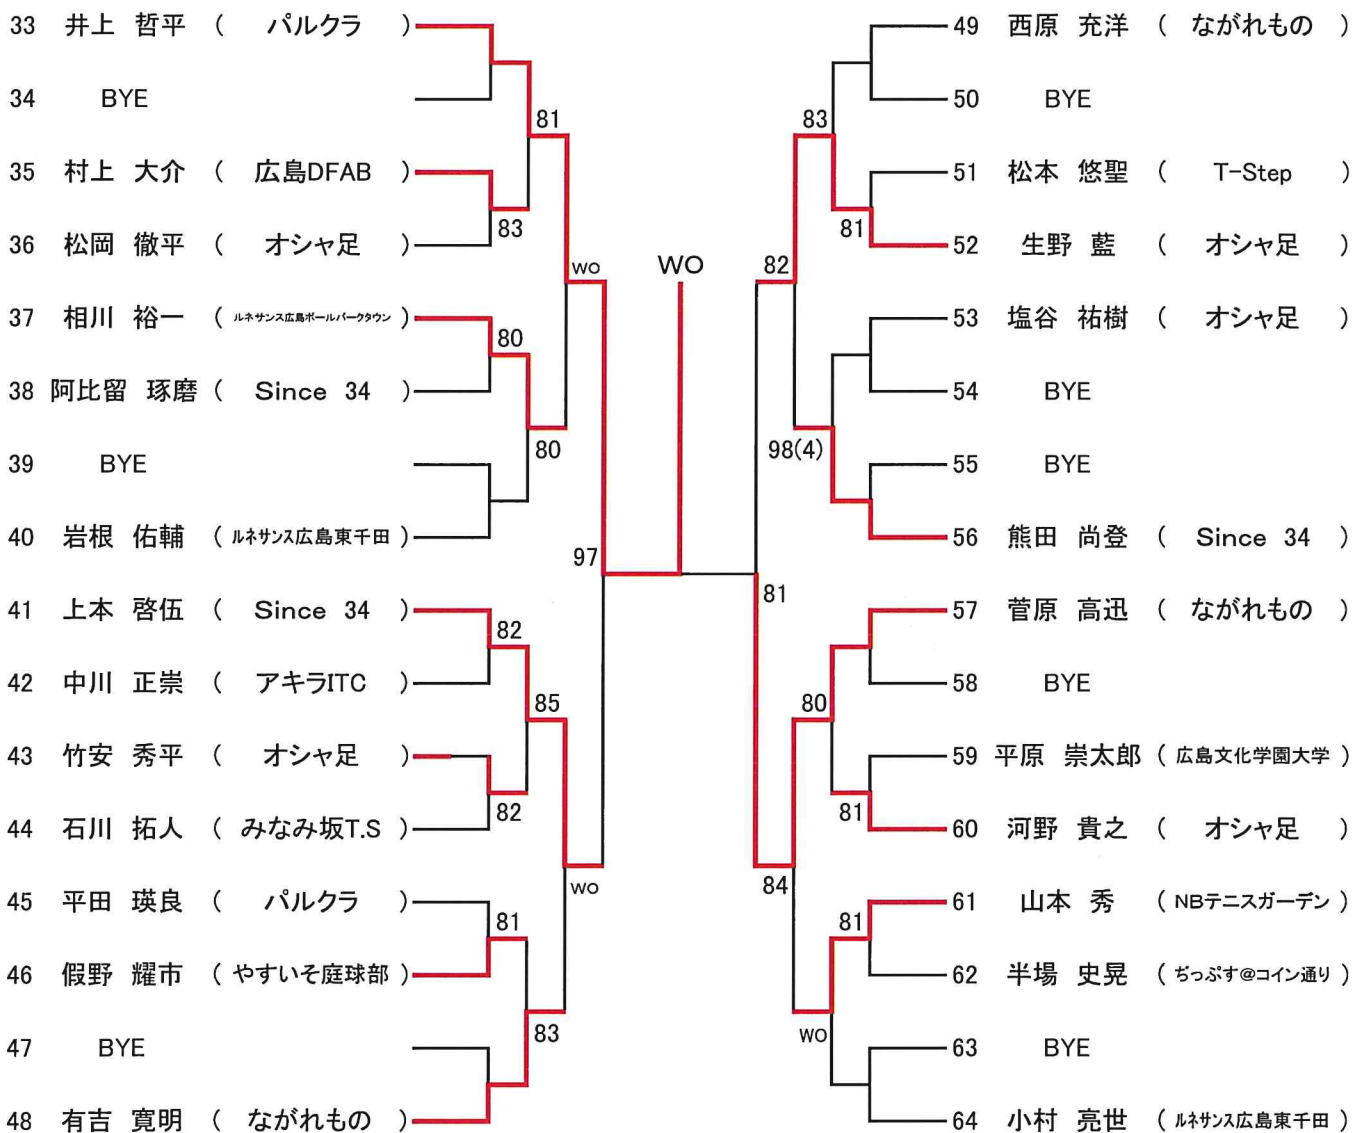 33 井上 哲平 ( パルクラ )
34 BYE
81
35 村上 大介 ( 広島DFAB )
83
36 松岡 徹平 ( オシャ足 )
wo
37 相川 裕一 ( ルネサンス広島ボールパークタウン )
80
38 阿比留 琢磨 ( Since 34 )
39 BYE
80
40 岩根 佑輔 ( ルネサンス広島東千田 )
97
41 上本 啓伍 ( Since 34 )
82
42 中川 正崇 ( アキラITC )
85
43 竹安 秀平 ( オシャ足 )
82
44 石川 拓人 ( みなみ坂T.S )
wo
45 平田 瑛良 ( パルクラ )
81
46 假野 耀市 ( やすいそ庭球部 )
47 BYE
83
48 有吉 寛明 ( ながれもの )
WO
49 西原 充洋 ( ながれもの )
50 BYE
83
51 松本 悠聖 ( T-Step )
81
52 生野 藍 ( オシャ足 )
82
53 塩谷 祐樹 ( オシャ足 )
54 BYE
98(4)
55 BYE
56 熊田 尚登 ( Since 34 )
81
57 菅原 高迅 ( ながれもの )
58 BYE
80
59 平原 崇太郎 ( 広島文化学園大学 )
81
60 河野 貴之 ( オシャ足 )
84
61 山本 秀 ( NBテニスガーデン )
81
62 半場 史晃 ( ぢっぷす@コイン通り )
wo
63 BYE
64 小村 亮世 ( ルネサンス広島東千田 )